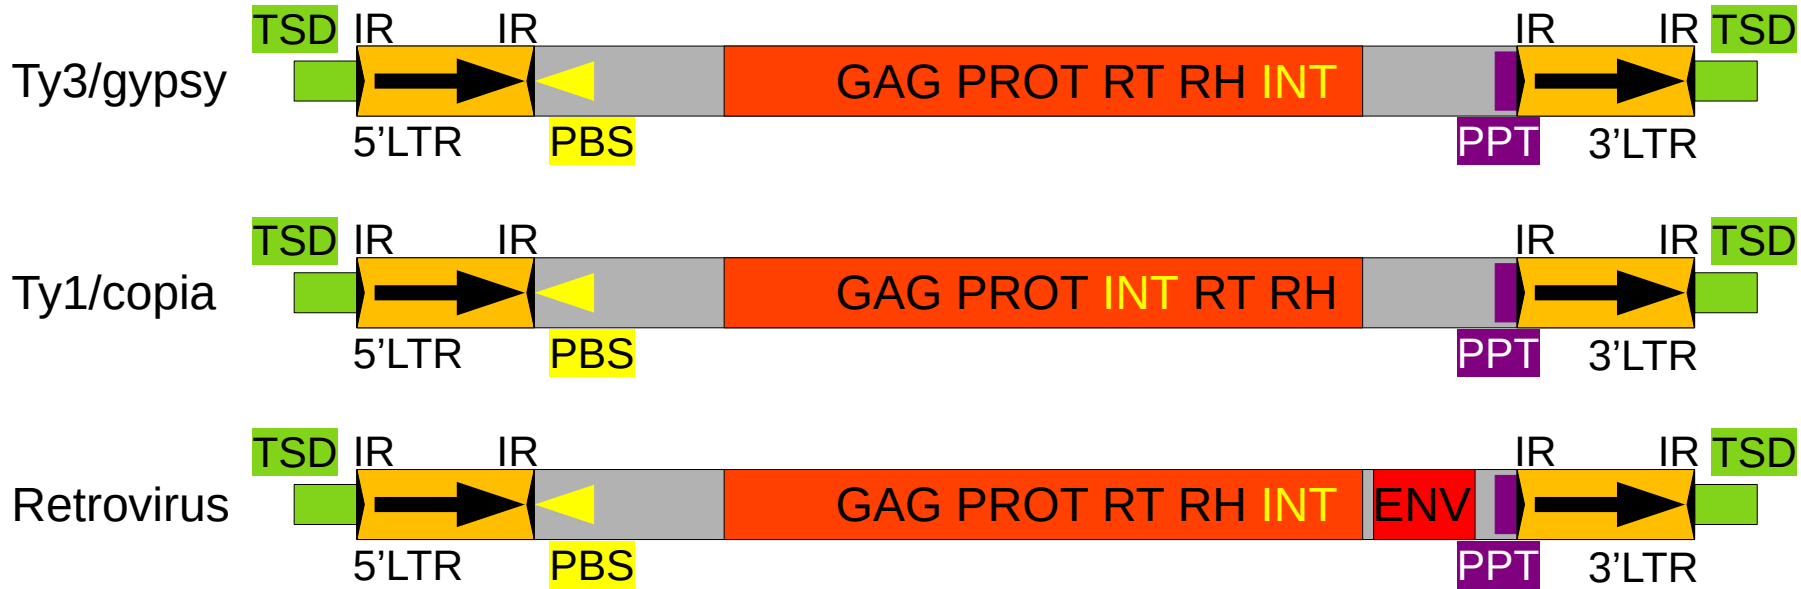 TSD IR IR IR IR TSD
Ty3/gypsy GAG PROT RT RH INT
5’LTR PBS PPT 3’LTR
TSD IR IR IR IR TSD
Ty1/copia GAG PROT INT RT RH
5’LTR PBS PPT 3’LTR
TSD IR IR IR IR TSD
Retrovirus GAG PROT RT RH INT ENV
5’LTR PBS PPT 3’LTR